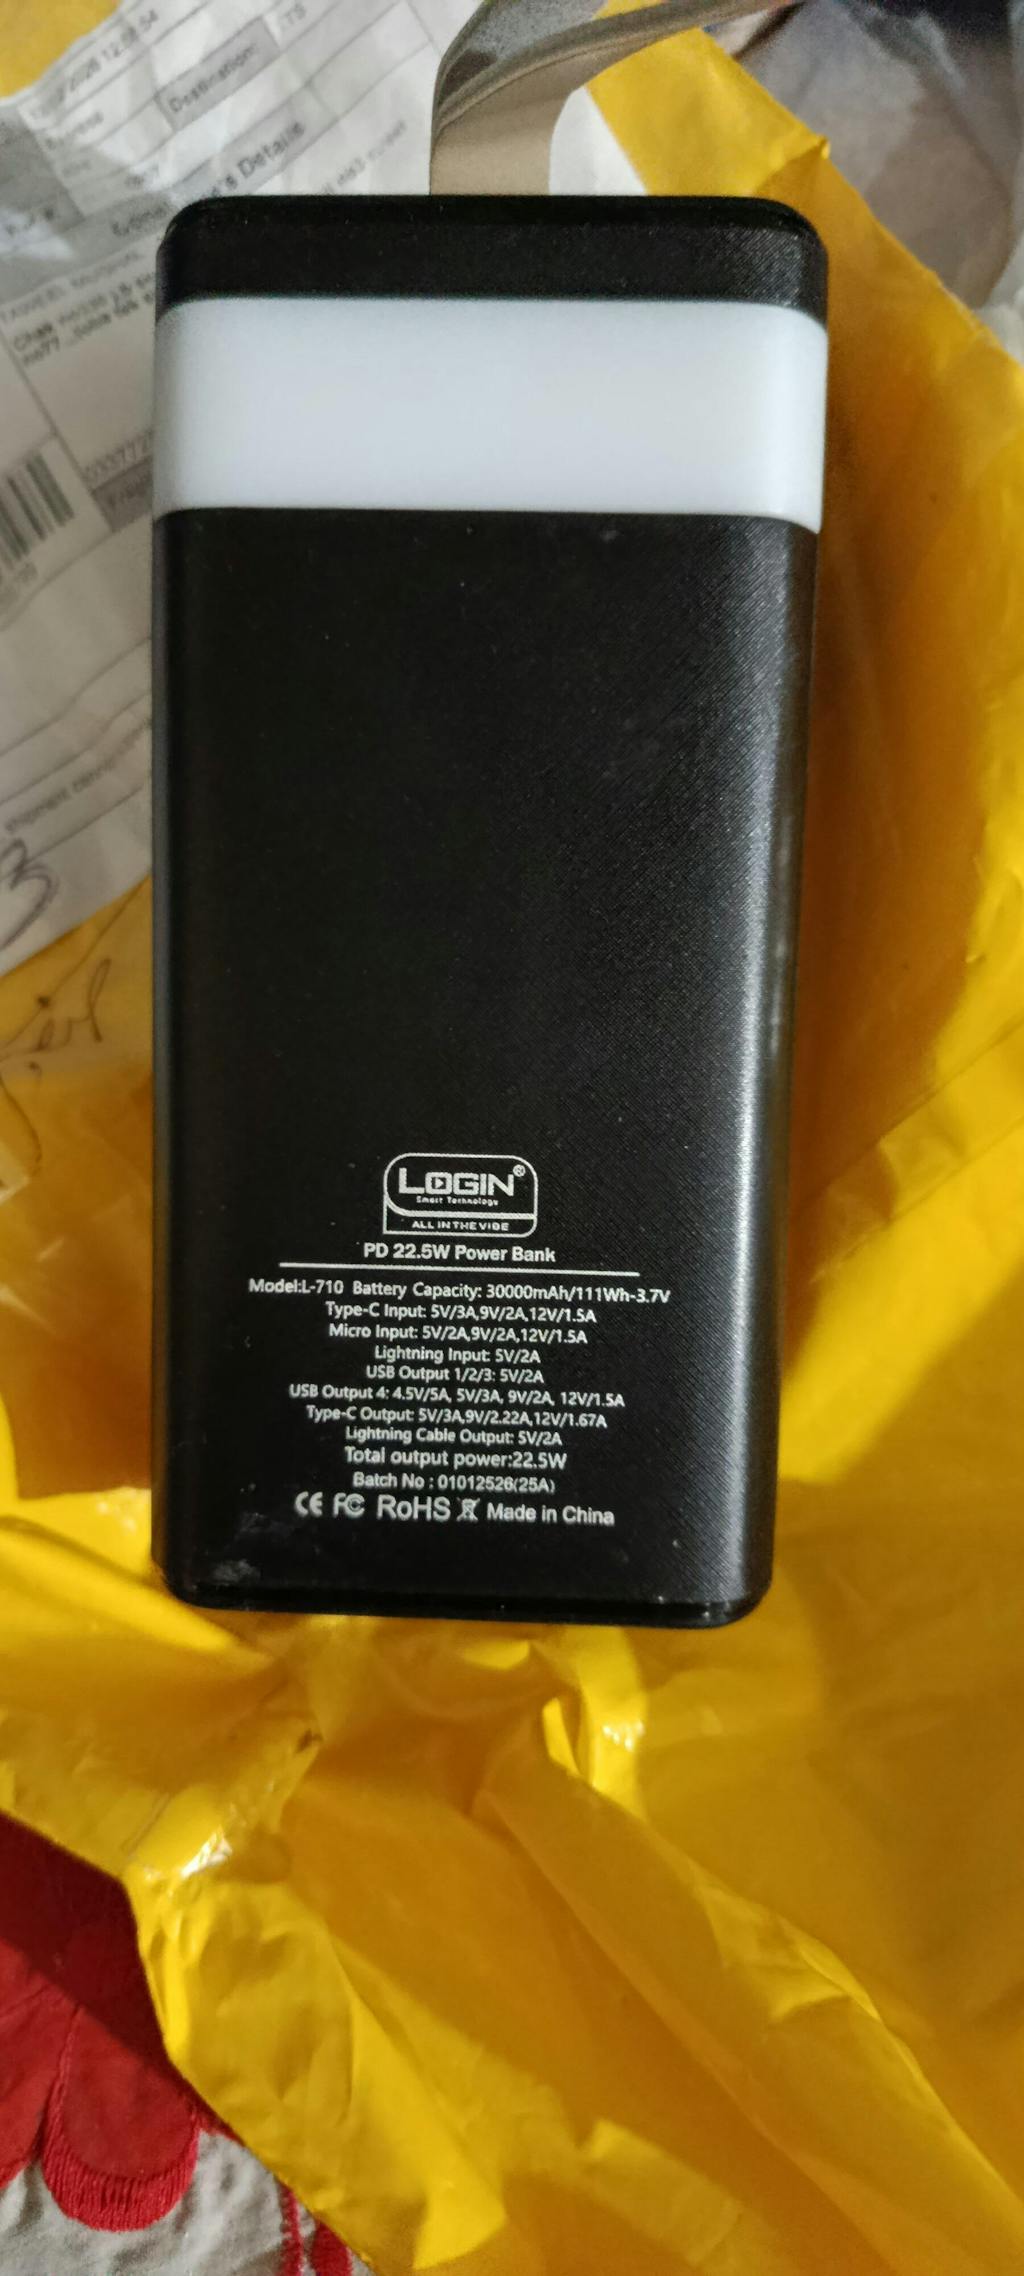 Destination:
LOGIN®
Smart Technology
ALL IN THE VIBE
PD 22.5W Power Bank
Model:L-710 Battery Capacity: 30000mAh/111Wh-3.7V
Type-C Input: 5V/3A,9V/2A,12V/1.5A
Micro Input: 5V/2A,9V/2A,12V/1.5A
Lightning Input: 5V/2A
USB Output 1/2/3: 5V/2A
USB Output 4: 4.5V/5A, 5V/3A, 9V/2A, 12V/1.5A
Type-C Output: 5V/3A,9V/2.22A,12V/1.67A
Lightning Cable Output: 5V/2A
Total output power:22.5W
Batch No : 01012526(25A)
CE FC RoHS Made in China